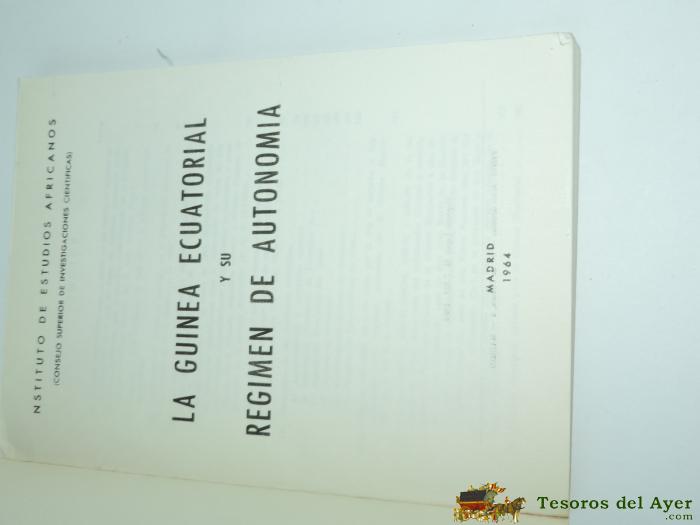 NSTITUTO DE ESTUDIOS AFRICANOS
(CONSEJO SUPERIOR DE INVESTIGACIONES CIENTIFICAS)
LA GUINEA ECUATORIAL
Y SU
REGIMEN DE AUTONOMIA
MADRID
1964
Tesoros del Ayer
.com